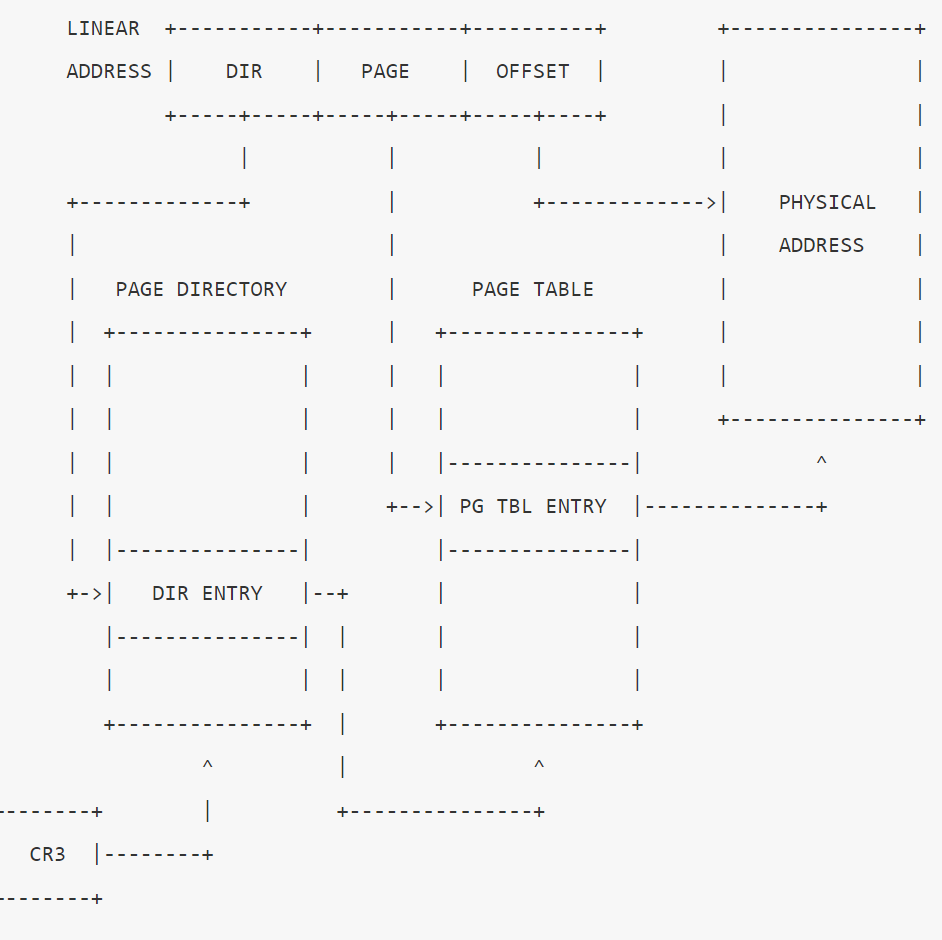 LINEAR +-----------+-----------+----------+ +---------------+
ADDRESS | DIR | PAGE | OFFSET | | |
+-----+-----+-----+-----+-----+----+ | |
| | | | |
+-------------+ | +------------->| PHYSICAL |
| | | ADDRESS |
| PAGE DIRECTORY | PAGE TABLE | |
| +---------------+ | +---------------+ | |
| | | | | | | |
| | | | | | +---------------+
| | | | |---------------| ^
| | | +-->| PG TBL ENTRY |--------------+
| |---------------| |---------------|
+->| DIR ENTRY |--+ | |
|---------------| | | |
| | | | |
+---------------+ | +---------------+
^ | ^
--------+ | +---------------+
CR3 |--------+
--------+